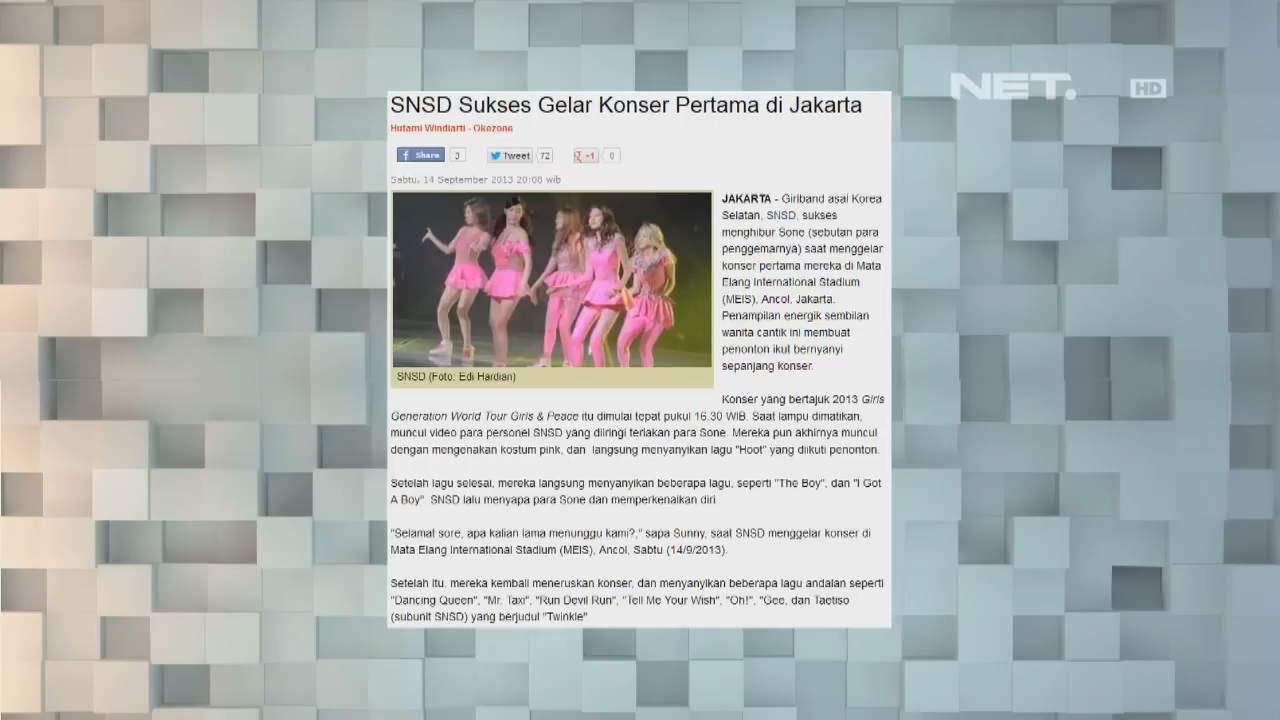 NET.
HD
SNSD Sukses Gelar Konser Pertama di Jakarta
Hutami Windiarti - Okezone
Share 3 Tweet 72 +1 0
Sabtu, 14 September 2013 20:08 wib
JAKARTA - Girlband asal Korea
Selatan, SNSD, sukses
menghibur Sone (sebutan para
penggemarnya) saat menggelar
konser pertama mereka di Mata
Elang International Stadium
(MEIS), Ancol, Jakarta.
Penampilan energik sembilan
wanita cantik ini membuat
penonton ikut bernyanyi
sepanjang konser.
SNSD (Foto: Edi Hardian)
Konser yang bertajuk 2013 Girls
Generation World Tour Girls & Peace itu dimulai tepat pukul 16.30 WIB. Saat lampu dimatikan,
muncul video para personel SNSD yang diiringi teriakan para Sone. Mereka pun akhirnya muncul
dengan mengenakan kostum pink, dan langsung menyanyikan lagu "Hoot" yang diikuti penonton.
Setelah lagu selesai, mereka langsung menyanyikan beberapa lagu, seperti "The Boy", dan "I Got
A Boy" SNSD lalu menyapa para Sone dan memperkenalkan diri.
"Selamat sore, apa kalian lama menunggu kami?," sapa Sunny, saat SNSD menggelar konser di
Mata Elang International Stadium (MEIS), Ancol, Sabtu (14/9/2013).
Setelah itu, mereka kembali meneruskan konser, dan menyanyikan beberapa lagu andalan seperti
"Dancing Queen", "Mr. Taxi", "Run Devil Run", "Tell Me Your Wish", "Oh!", "Gee, dan Taetiso
(subunit SNSD) yang berjudul "Twinkle"